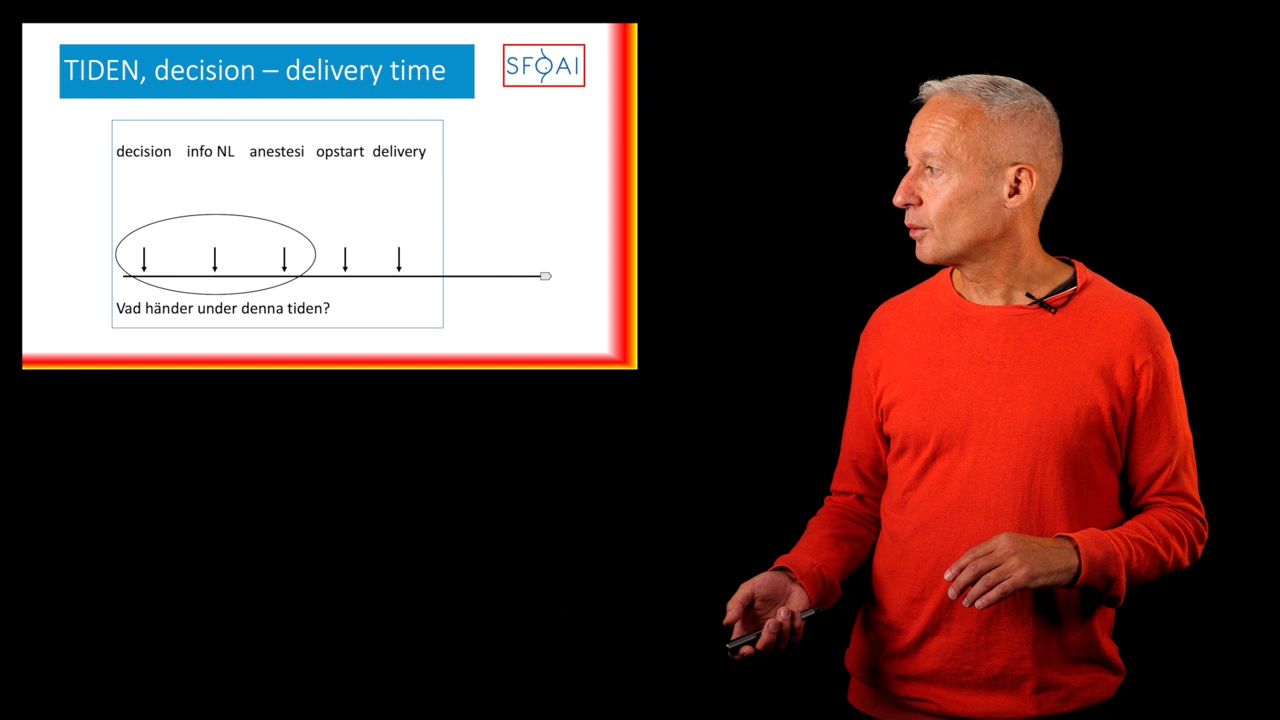 TIDEN, decision – delivery time
SFOAI
decision info NL anestesi opstart delivery
Vad händer under denna tiden?